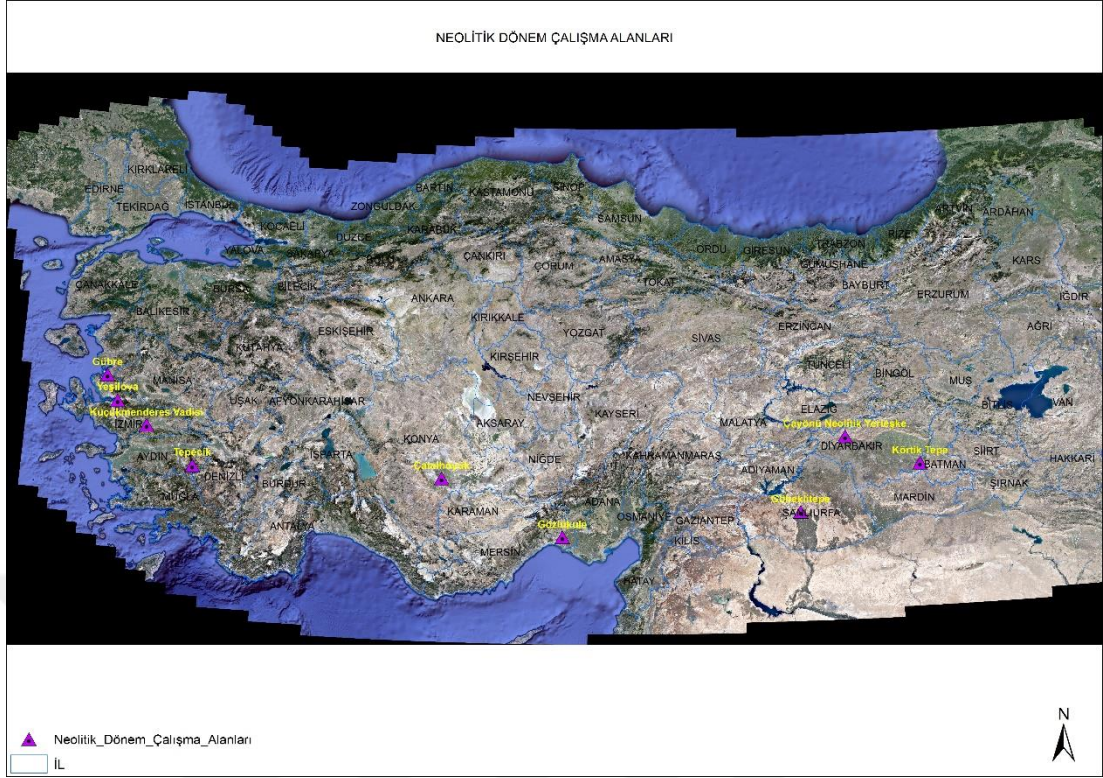 NEOLİTİK DÖNEM ÇALIŞMA ALANLARI
KIRKLARELİ
EDİRNE
TEKİRDAĞ
İSTANBUL
KOCAELİ
YALOVA
SAKARYA
DÜZCE
BOLU
ZONGULDAK
BARTIN
KARABÜK
KASTAMONU
SİNOP
SAMSUN
ÇANKIRI
ÇORUM
AMASYA
TOKAT
ORDU
GİRESUN
TRABZON
GÜMÜŞHANE
RİZE
ARTVİN
ARDAHAN
KARS
IĞDIR
BAYBURT
ERZURUM
AĞRI
ÇANAKKALE
BURSA
BİLECİK
BALIKESİR
ESKİŞEHİR
ANKARA
KIRIKKALE
YOZGAT
SİVAS
ERZİNCAN
KÜTAHYA
KIRŞEHİR
TUNCELİ
BİNGÖL
MUŞ
BİTLİS
VAN
Gübre
MANİSA
Yeşilova
UŞAK
AFYONKARAHİSAR
NEVŞEHİR
KAYSERİ
ELAZIĞ
MALATYA
Küçükmenderes Vadisi
İZMİR
AKSARAY
Çayönü Neolitik Yerleşke
DİYARBAKIR
KONYA
Tepecik
AYDIN
DENİZLİ
ISPARTA
BURDUR
Çatalhöyük
NİĞDE
KAHRAMANMARAŞ
ADIYAMAN
Körtik Tepe
BATMAN
SİİRT
HAKKARİ
ŞIRNAK
MARDİN
MUĞLA
ANTALYA
KARAMAN
ADANA
OSMANİYE
GAZİANTEP
Göbeklitepe
ŞANLIURFA
Gözlükule
MERSİN
KİLİS
HATAY
N
Neolitik_Dönem_Çalışma_Alanları
İL